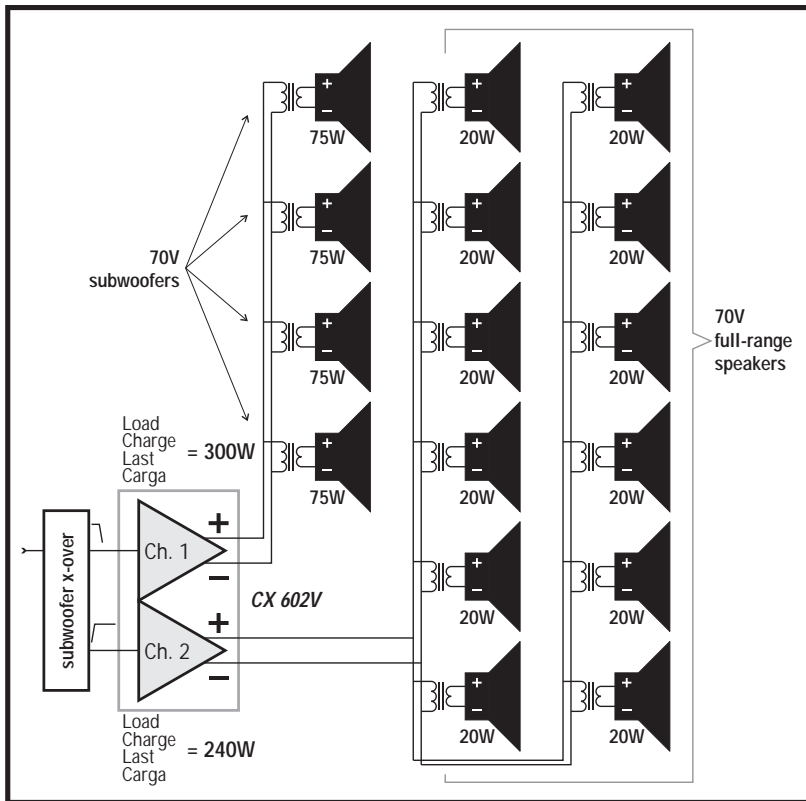 +
−
75W
+
−
20W
+
−
20W
+
−
75W
+
−
20W
+
−
20W
70V
subwoofers
+
−
75W
+
−
20W
+
−
20W
70V
full-range
speakers
Load
Charge
Last
Carga
= 300W
+
−
75W
+
−
20W
+
−
20W
subwoofer x-over
Ch. 1
+
−
CX 602V
+
−
20W
+
−
20W
Ch. 2
+
−
Load
Charge
Last
Carga
= 240W
+
−
20W
+
−
20W